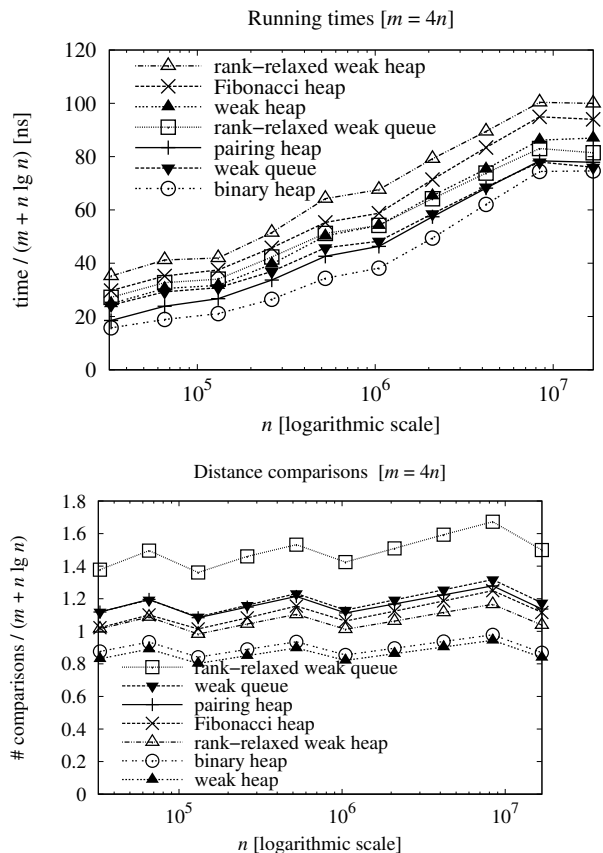 Running times [m = 4n]
time / (m + n lg n) [ns]
120
100
80
60
40
20
0
rank−relaxed weak heap
Fibonacci heap
weak heap
rank−relaxed weak queue
pairing heap
weak queue
binary heap
10^5
10^6
10^7
n [logarithmic scale]
Distance comparisons [m = 4n]
# comparisons / (m + n lg n)
1.8
1.6
1.4
1.2
1
0.8
0.6
0.4
0.2
0
rank−relaxed weak queue
weak queue
pairing heap
Fibonacci heap
rank−relaxed weak heap
binary heap
weak heap
10^5
10^6
10^7
n [logarithmic scale]